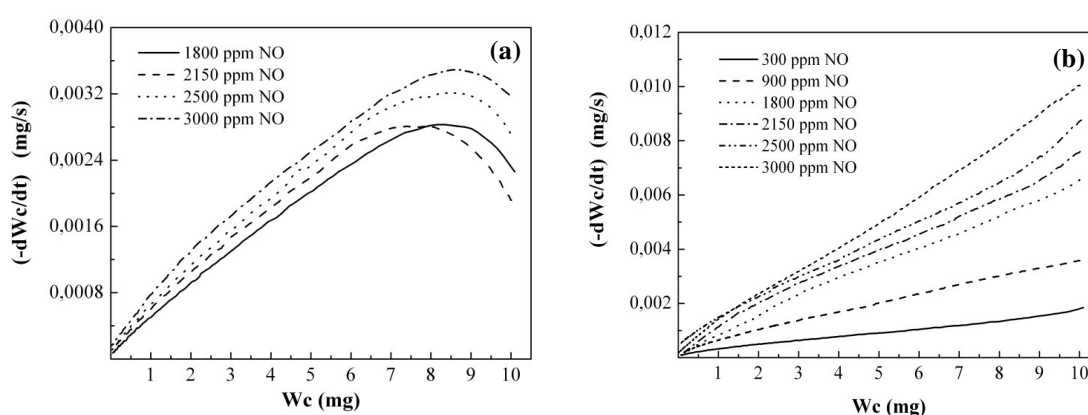 (a)
0,0040
0,0032
0,0024
0,0016
0,0008
(-dWc/dt) (mg/s)
1800 ppm NO
2150 ppm NO
2500 ppm NO
3000 ppm NO
1 2 3 4 5 6 7 8 9 10
Wc (mg)
(b)
0,012
0,010
0,008
0,006
0,004
0,002
(-dWc/dt) (mg/s)
300 ppm NO
900 ppm NO
1800 ppm NO
2150 ppm NO
2500 ppm NO
3000 ppm NO
1 2 3 4 5 6 7 8 9 10
Wc (mg)